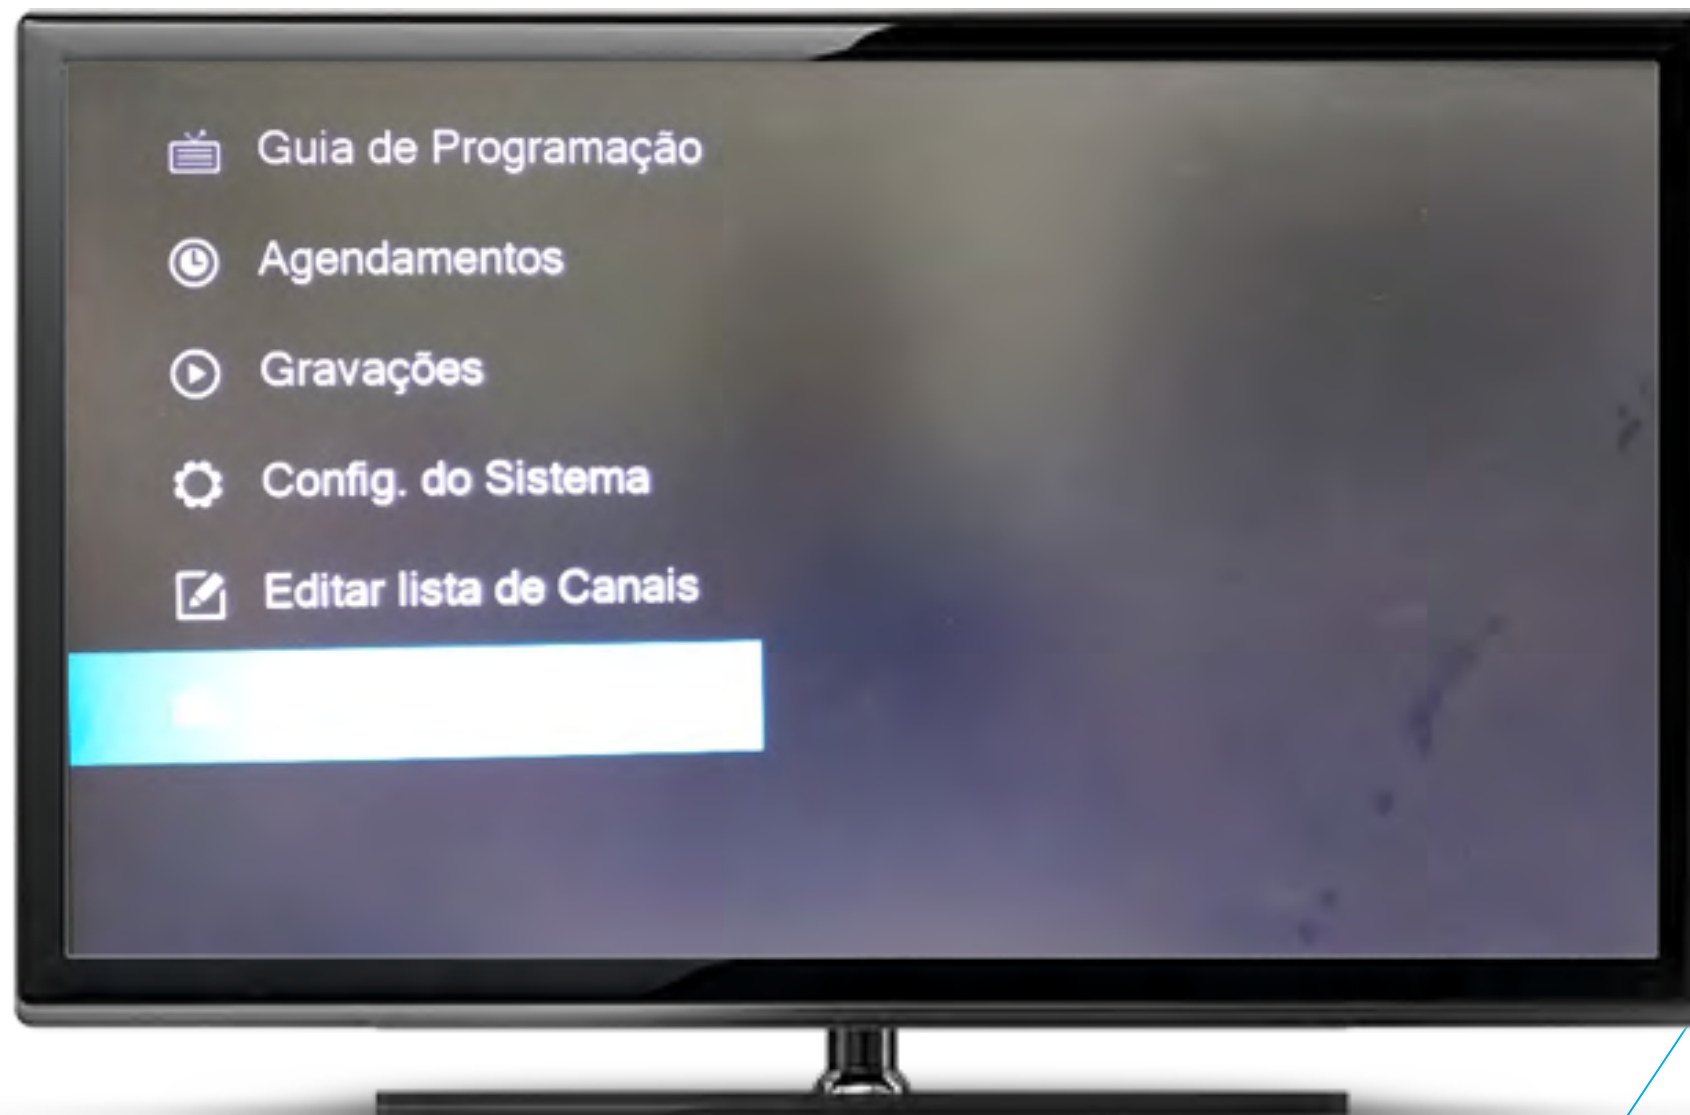 Guia de Programação
Agendamentos
Gravações
Config. do Sistema
Editar lista de Canais